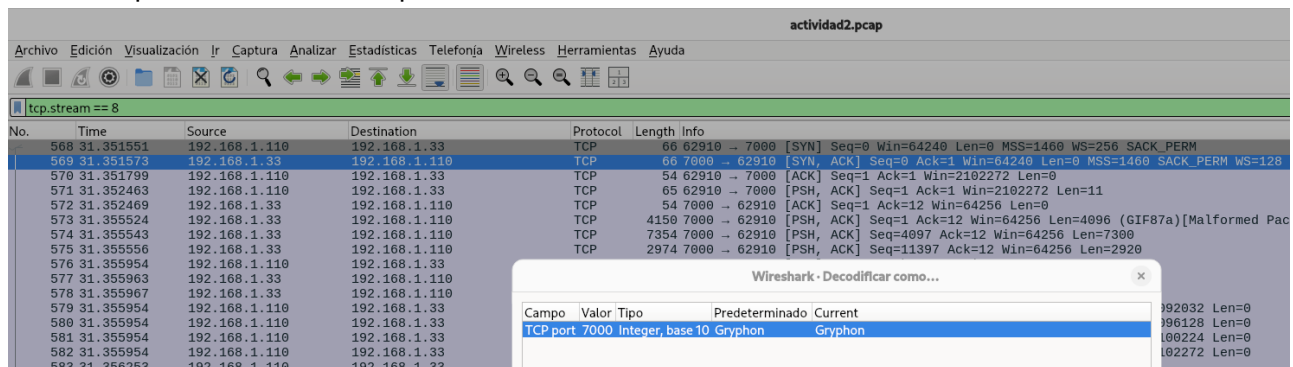 actividad2.pcap
Archivo Edición Visualización Ir Captura Analizar Estadísticas Telefonía Wireless Herramientas Ayuda
tcp.stream == 8
No. Time Source Destination Protocol Length Info
568 31.351551 192.168.1.110 192.168.1.33 TCP 66 62910 → 7000 [SYN] Seq=0 Win=64240 Len=0 MSS=1460 WS=256 SACK_PERM
569 31.351573 192.168.1.33 192.168.1.110 TCP 66 7000 → 62910 [SYN, ACK] Seq=0 Ack=1 Win=64240 Len=0 MSS=1460 SACK_PERM WS=128
570 31.351799 192.168.1.110 192.168.1.33 TCP 54 62910 → 7000 [ACK] Seq=1 Ack=1 Win=2102272 Len=0
571 31.352463 192.168.1.110 192.168.1.33 TCP 65 62910 → 7000 [PSH, ACK] Seq=1 Ack=1 Win=2102272 Len=11
572 31.352469 192.168.1.33 192.168.1.110 TCP 54 7000 → 62910 [ACK] Seq=1 Ack=12 Win=64256 Len=0
573 31.355524 192.168.1.33 192.168.1.110 TCP 4150 7000 → 62910 [PSH, ACK] Seq=1 Ack=12 Win=64256 Len=4096 (GIF87a)[Malformed Pac
574 31.355543 192.168.1.33 192.168.1.110 TCP 7354 7000 → 62910 [PSH, ACK] Seq=4097 Ack=12 Win=64256 Len=7300
575 31.355556 192.168.1.33 192.168.1.110 TCP 2974 7000 → 62910 [PSH, ACK] Seq=11397 Ack=12 Win=64256 Len=2920
576 31.355954 192.168.1.110 192.168.1.33
577 31.355963 192.168.1.33 192.168.1.110
578 31.355967 192.168.1.33 192.168.1.110
579 31.355954 192.168.1.110 192.168.1.33 092032 Len=0
580 31.355954 192.168.1.110 192.168.1.33 096128 Len=0
581 31.355954 192.168.1.110 192.168.1.33 100224 Len=0
582 31.355954 192.168.1.110 192.168.1.33 102272 Len=0
583 31.356253 192.168.1.110 192.168.1.33
Wireshark · Decodificar como...
Campo Valor Tipo Predeterminado Current
TCP port 7000 Integer, base 10 Gryphon Gryphon